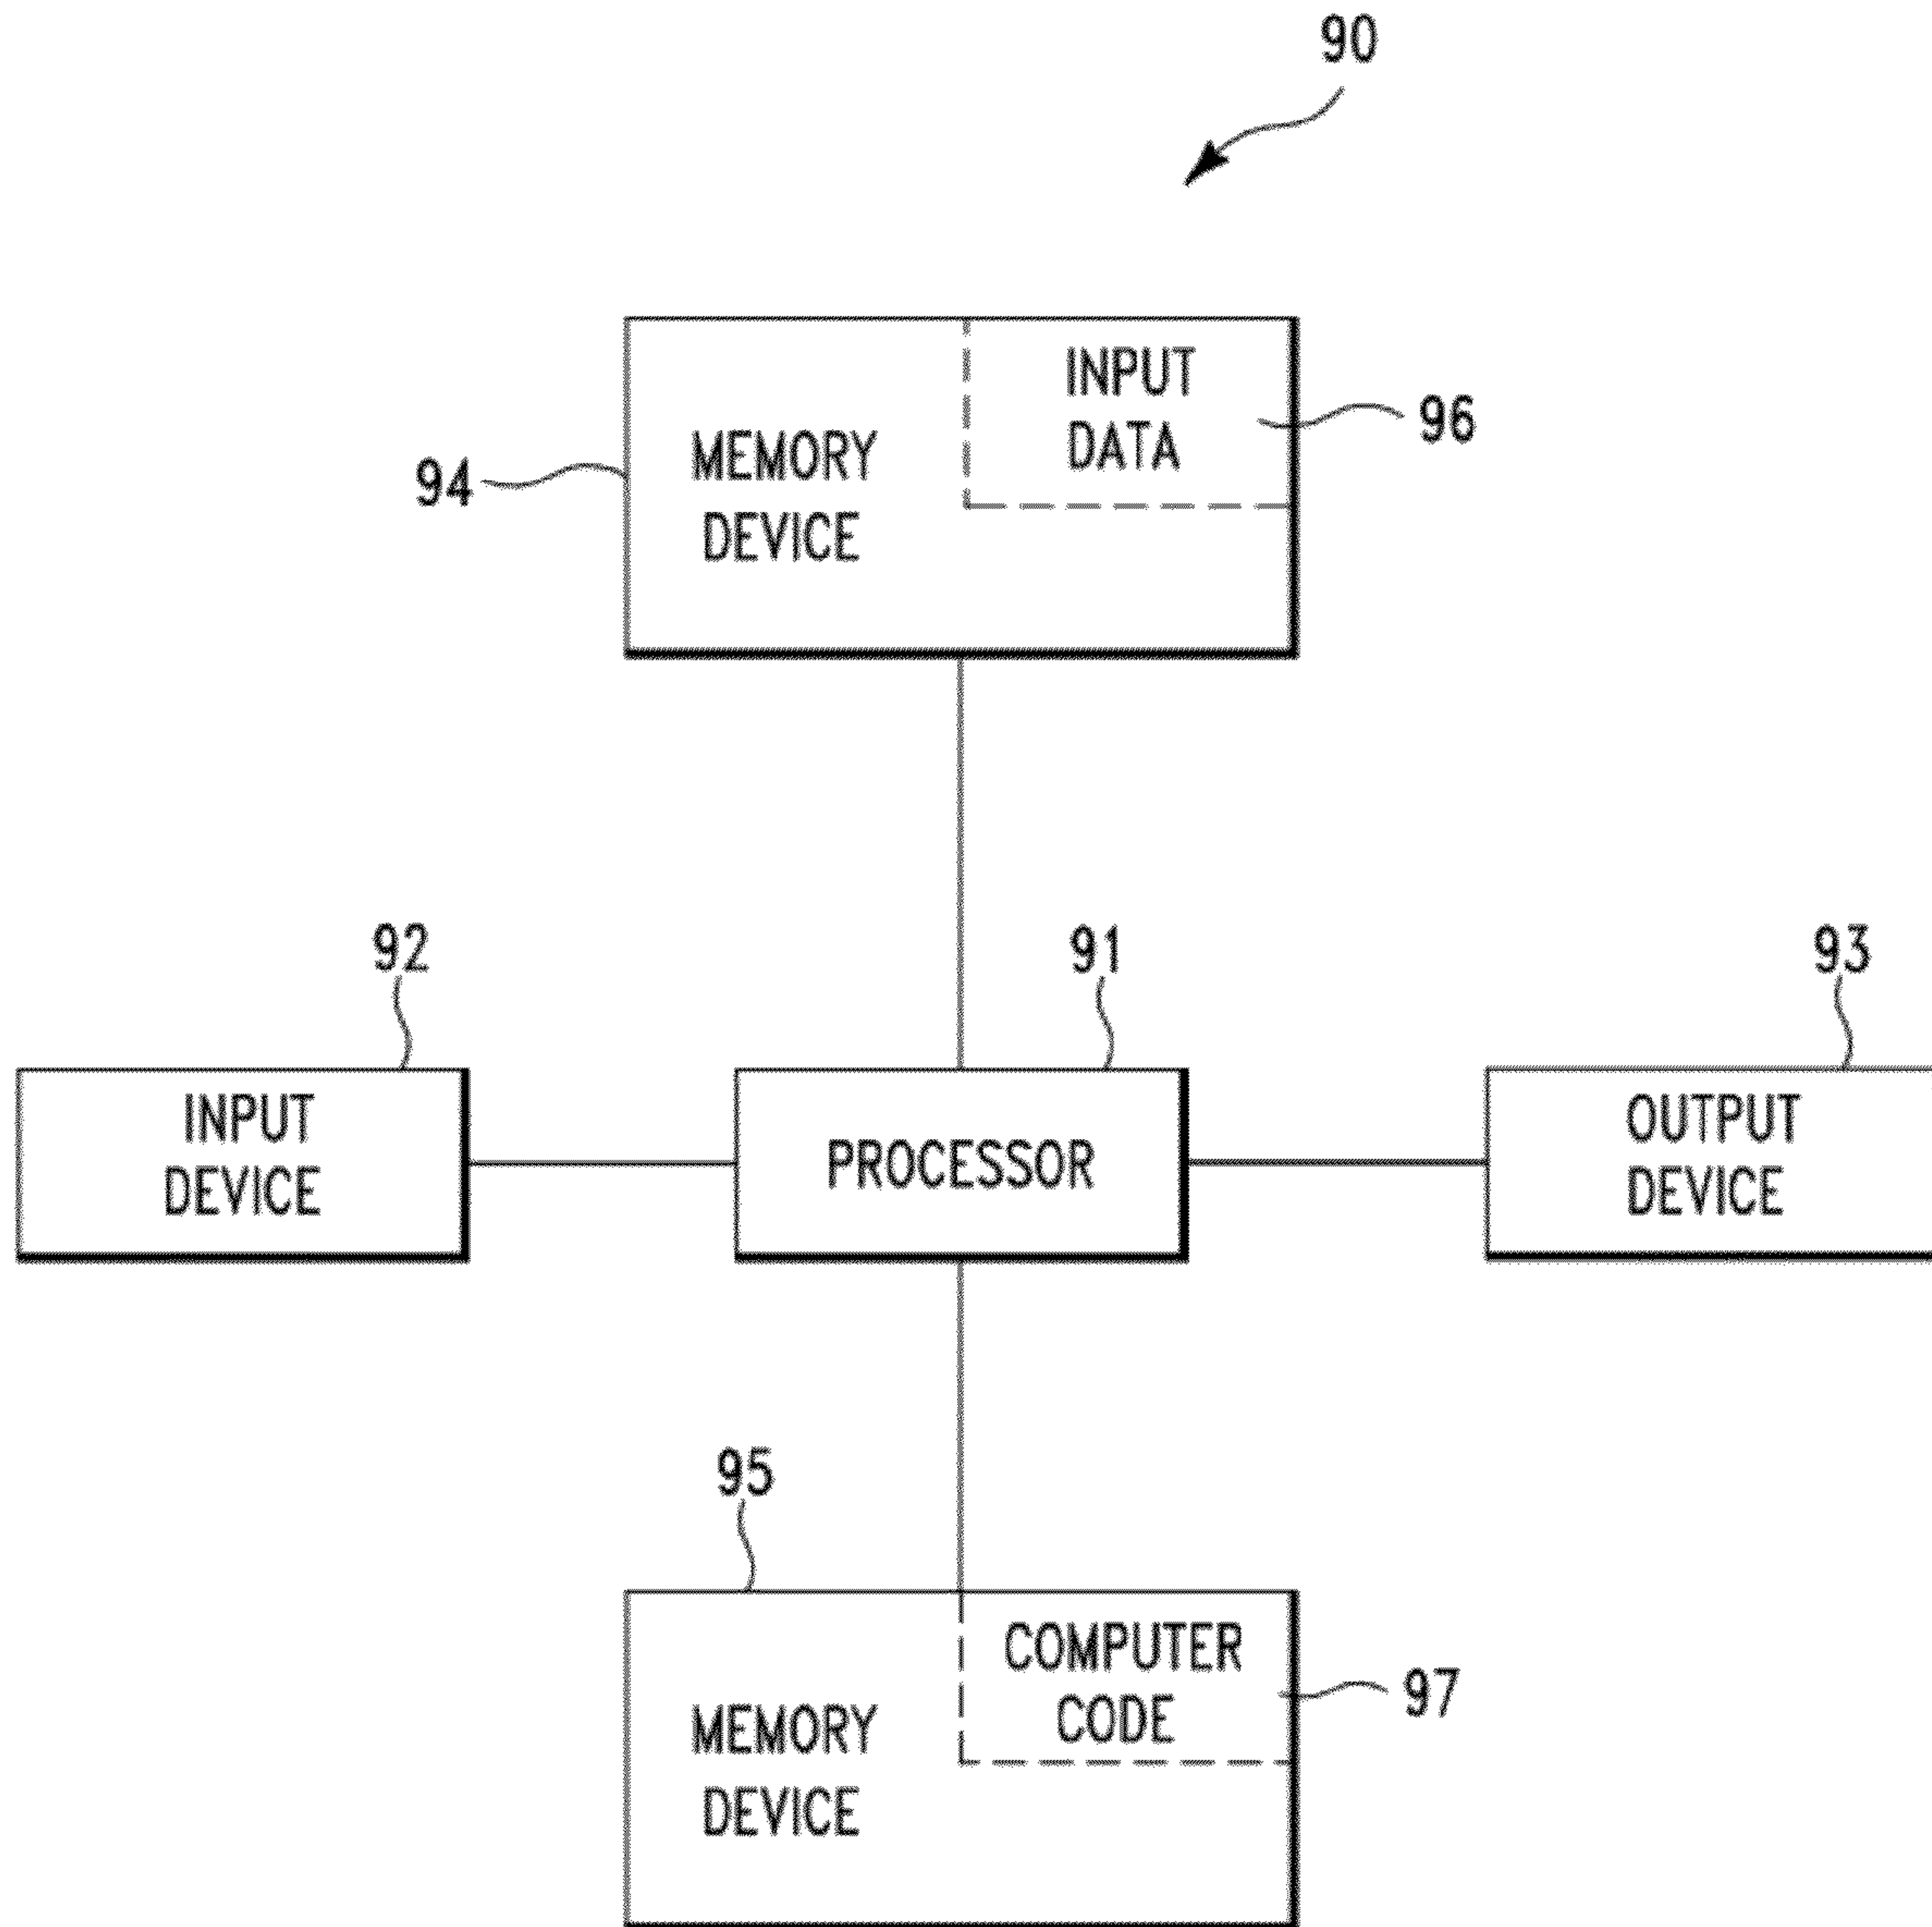 90
INPUT
DATA
96
94
MEMORY
DEVICE
92
91
93
INPUT
DEVICE
PROCESSOR
OUTPUT
DEVICE
95
COMPUTER
CODE
97
MEMORY
DEVICE